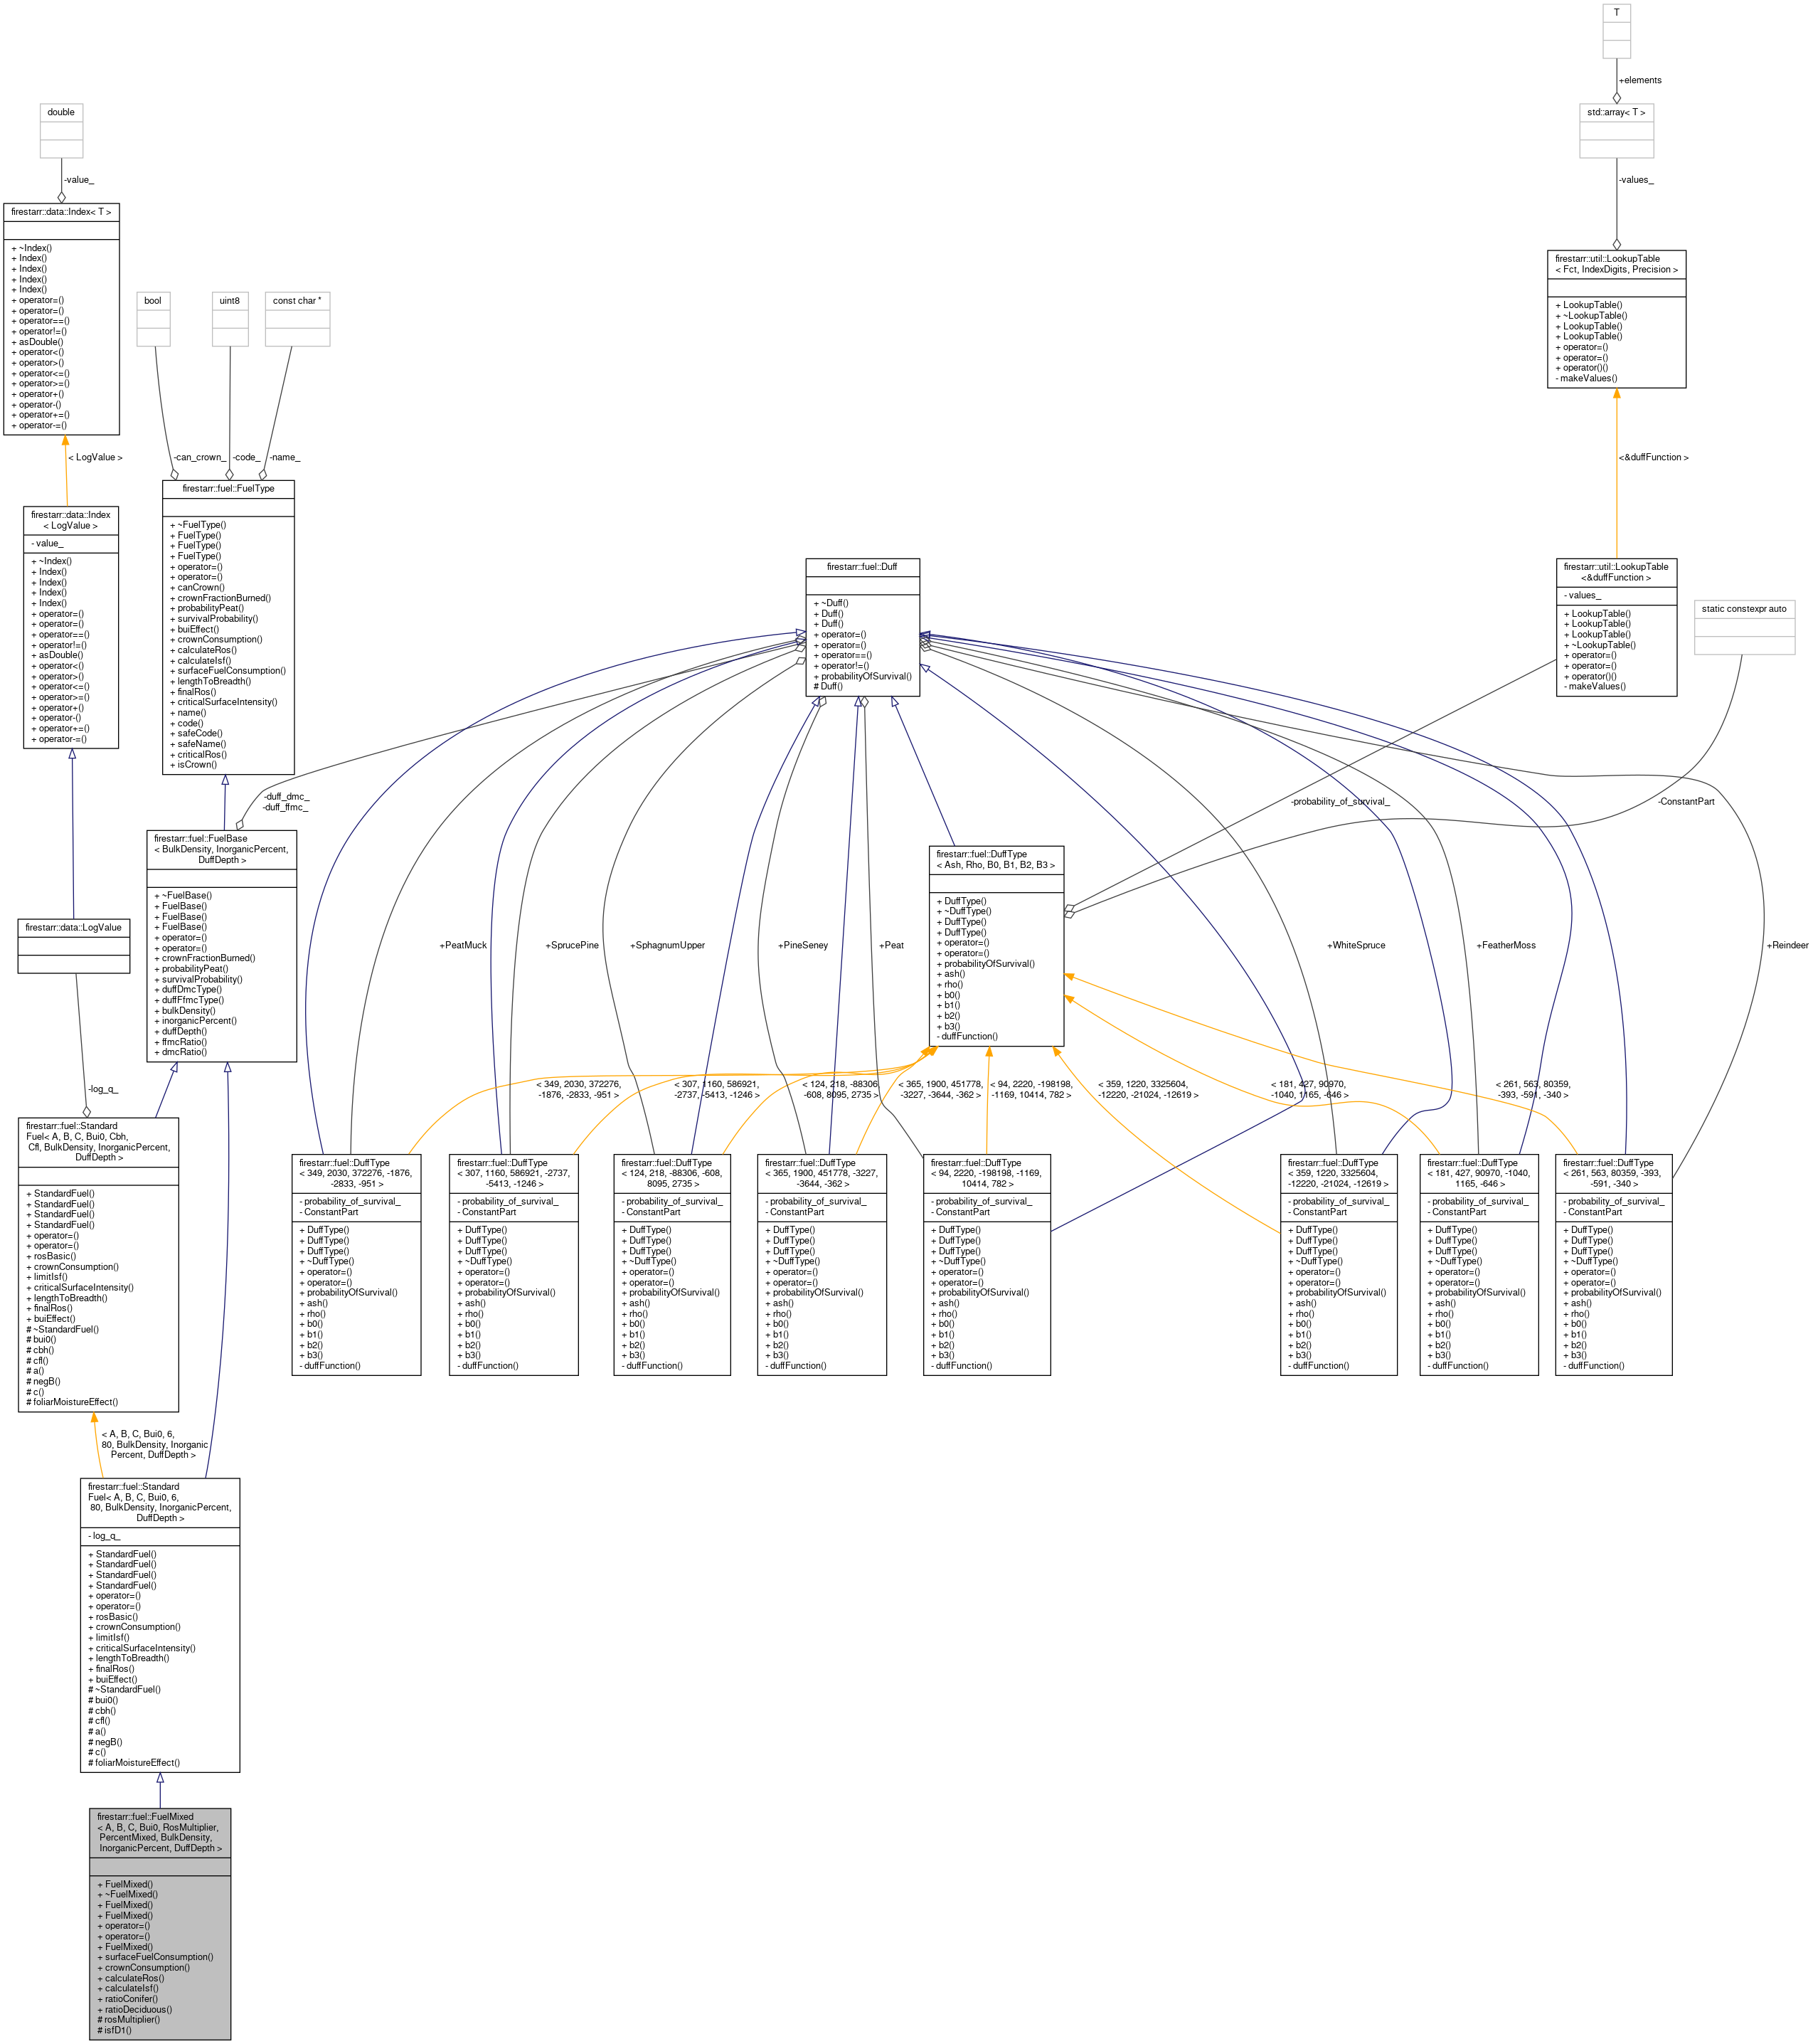 T
+elements
double
std::array< T >
-value_
-values_
firestarr::data::Index< T >
+ ~Index()
+ Index()
+ Index()
+ Index()
+ Index()
+ operator=()
+ operator=()
+ operator==()
+ operator!=()
+ asDouble()
+ operator<()
+ operator>()
+ operator<=()
+ operator>=()
+ operator+()
+ operator-()
+ operator+=()
+ operator-=()
firestarr::util::LookupTable
< Fct, IndexDigits, Precision >
+ LookupTable()
+ ~LookupTable()
+ LookupTable()
+ LookupTable()
+ operator=()
+ operator=()
+ operator()()
- makeValues()
bool
uint8
const char *
< LogValue >
-can_crown_
-code_
-name_
<&duffFunction >
firestarr::data::Index
< LogValue >
- value_
+ ~Index()
+ Index()
+ Index()
+ Index()
+ Index()
+ operator=()
+ operator=()
+ operator==()
+ operator!=()
+ asDouble()
+ operator<()
+ operator>()
+ operator<=()
+ operator>=()
+ operator+()
+ operator-()
+ operator+=()
+ operator-=()
firestarr::fuel::FuelType
+ ~FuelType()
+ FuelType()
+ FuelType()
+ FuelType()
+ operator=()
+ operator=()
+ canCrown()
+ crownFractionBurned()
+ probabilityPeat()
+ survivalProbability()
+ buiEffect()
+ crownConsumption()
+ calculateRos()
+ calculateIsf()
+ surfaceFuelConsumption()
+ lengthToBreadth()
+ finalRos()
+ criticalSurfaceIntensity()
+ name()
+ code()
+ safeCode()
+ safeName()
+ criticalRos()
+ isCrown()
firestarr::fuel::Duff
+ ~Duff()
+ Duff()
+ Duff()
+ operator=()
+ operator=()
+ operator==()
+ operator!=()
+ probabilityOfSurvival()
# Duff()
firestarr::util::LookupTable
<&duffFunction >
- values_
+ LookupTable()
+ LookupTable()
+ LookupTable()
+ ~LookupTable()
+ operator=()
+ operator=()
+ operator()()
- makeValues()
static constexpr auto
-duff_dmc_
-duff_ffmc_
-probability_of_survival_
-ConstantPart
firestarr::fuel::FuelBase
< BulkDensity, InorganicPercent,
DuffDepth >
+ ~FuelBase()
+ FuelBase()
+ FuelBase()
+ FuelBase()
+ operator=()
+ operator=()
+ crownFractionBurned()
+ probabilityPeat()
+ survivalProbability()
+ duffDmcType()
+ duffFfmcType()
+ bulkDensity()
+ inorganicPercent()
+ duffDepth()
+ ffmcRatio()
+ dmcRatio()
firestarr::fuel::DuffType
< Ash, Rho, B0, B1, B2, B3 >
+ DuffType()
+ ~DuffType()
+ DuffType()
+ DuffType()
+ operator=()
+ operator=()
+ probabilityOfSurvival()
+ ash()
+ rho()
+ b0()
+ b1()
+ b2()
+ b3()
- duffFunction()
firestarr::data::LogValue
+PeatMuck
+SprucePine
+SphagnumUpper
+PineSeney
+Peat
+WhiteSpruce
+FeatherMoss
+Reindeer
-log_q_
< 349, 2030, 372276,
-1876, -2833, -951 >
< 307, 1160, 586921,
-2737, -5413, -1246 >
< 124, 218, -88306,
-608, 8095, 2735 >
< 365, 1900, 451778,
-3227, -3644, -362 >
< 94, 2220, -198198,
-1169, 10414, 782 >
< 359, 1220, 3325604,
-12220, -21024, -12619 >
< 181, 427, 90970,
-1040, 1165, -646 >
< 261, 563, 80359,
-393, -591, -340 >
firestarr::fuel::Standard
Fuel< A, B, C, Bui0, Cbh,
Cfl, BulkDensity, InorganicPercent,
DuffDepth >
+ StandardFuel()
+ StandardFuel()
+ StandardFuel()
+ StandardFuel()
+ operator=()
+ operator=()
+ rosBasic()
+ crownConsumption()
+ limitIsf()
+ criticalSurfaceIntensity()
+ lengthToBreadth()
+ finalRos()
+ buiEffect()
# ~StandardFuel()
# bui0()
# cbh()
# cfl()
# a()
# negB()
# c()
# foliarMoistureEffect()
firestarr::fuel::DuffType
< 349, 2030, 372276, -1876,
-2833, -951 >
- probability_of_survival_
- ConstantPart
+ DuffType()
+ DuffType()
+ DuffType()
+ ~DuffType()
+ operator=()
+ operator=()
+ probabilityOfSurvival()
+ ash()
+ rho()
+ b0()
+ b1()
+ b2()
+ b3()
- duffFunction()
firestarr::fuel::DuffType
< 307, 1160, 586921, -2737,
-5413, -1246 >
- probability_of_survival_
- ConstantPart
+ DuffType()
+ DuffType()
+ DuffType()
+ ~DuffType()
+ operator=()
+ operator=()
+ probabilityOfSurvival()
+ ash()
+ rho()
+ b0()
+ b1()
+ b2()
+ b3()
- duffFunction()
firestarr::fuel::DuffType
< 124, 218, -88306, -608,
8095, 2735 >
- probability_of_survival_
- ConstantPart
+ DuffType()
+ DuffType()
+ DuffType()
+ ~DuffType()
+ operator=()
+ operator=()
+ probabilityOfSurvival()
+ ash()
+ rho()
+ b0()
+ b1()
+ b2()
+ b3()
- duffFunction()
firestarr::fuel::DuffType
< 365, 1900, 451778, -3227,
-3644, -362 >
- probability_of_survival_
- ConstantPart
+ DuffType()
+ DuffType()
+ DuffType()
+ ~DuffType()
+ operator=()
+ operator=()
+ probabilityOfSurvival()
+ ash()
+ rho()
+ b0()
+ b1()
+ b2()
+ b3()
- duffFunction()
firestarr::fuel::DuffType
< 94, 2220, -198198, -1169,
10414, 782 >
- probability_of_survival_
- ConstantPart
+ DuffType()
+ DuffType()
+ DuffType()
+ ~DuffType()
+ operator=()
+ operator=()
+ probabilityOfSurvival()
+ ash()
+ rho()
+ b0()
+ b1()
+ b2()
+ b3()
- duffFunction()
firestarr::fuel::DuffType
< 359, 1220, 3325604,
-12220, -21024, -12619 >
- probability_of_survival_
- ConstantPart
+ DuffType()
+ DuffType()
+ DuffType()
+ ~DuffType()
+ operator=()
+ operator=()
+ probabilityOfSurvival()
+ ash()
+ rho()
+ b0()
+ b1()
+ b2()
+ b3()
- duffFunction()
firestarr::fuel::DuffType
< 181, 427, 90970, -1040,
1165, -646 >
- probability_of_survival_
- ConstantPart
+ DuffType()
+ DuffType()
+ DuffType()
+ ~DuffType()
+ operator=()
+ operator=()
+ probabilityOfSurvival()
+ ash()
+ rho()
+ b0()
+ b1()
+ b2()
+ b3()
- duffFunction()
firestarr::fuel::DuffType
< 261, 563, 80359, -393,
-591, -340 >
- probability_of_survival_
- ConstantPart
+ DuffType()
+ DuffType()
+ DuffType()
+ ~DuffType()
+ operator=()
+ operator=()
+ probabilityOfSurvival()
+ ash()
+ rho()
+ b0()
+ b1()
+ b2()
+ b3()
- duffFunction()
< A, B, C, Bui0, 6,
80, BulkDensity, Inorganic
Percent, DuffDepth >
firestarr::fuel::Standard
Fuel< A, B, C, Bui0, 6,
80, BulkDensity, InorganicPercent,
DuffDepth >
- log_q_
+ StandardFuel()
+ StandardFuel()
+ StandardFuel()
+ StandardFuel()
+ operator=()
+ operator=()
+ rosBasic()
+ crownConsumption()
+ limitIsf()
+ criticalSurfaceIntensity()
+ lengthToBreadth()
+ finalRos()
+ buiEffect()
# ~StandardFuel()
# bui0()
# cbh()
# cfl()
# a()
# negB()
# c()
# foliarMoistureEffect()
firestarr::fuel::FuelMixed
< A, B, C, Bui0, RosMultiplier,
PercentMixed, BulkDensity,
InorganicPercent, DuffDepth >
+ FuelMixed()
+ ~FuelMixed()
+ FuelMixed()
+ FuelMixed()
+ operator=()
+ operator=()
+ FuelMixed()
+ surfaceFuelConsumption()
+ crownConsumption()
+ calculateRos()
+ calculateIsf()
+ ratioConifer()
+ ratioDeciduous()
# rosMultiplier()
# isfD1()